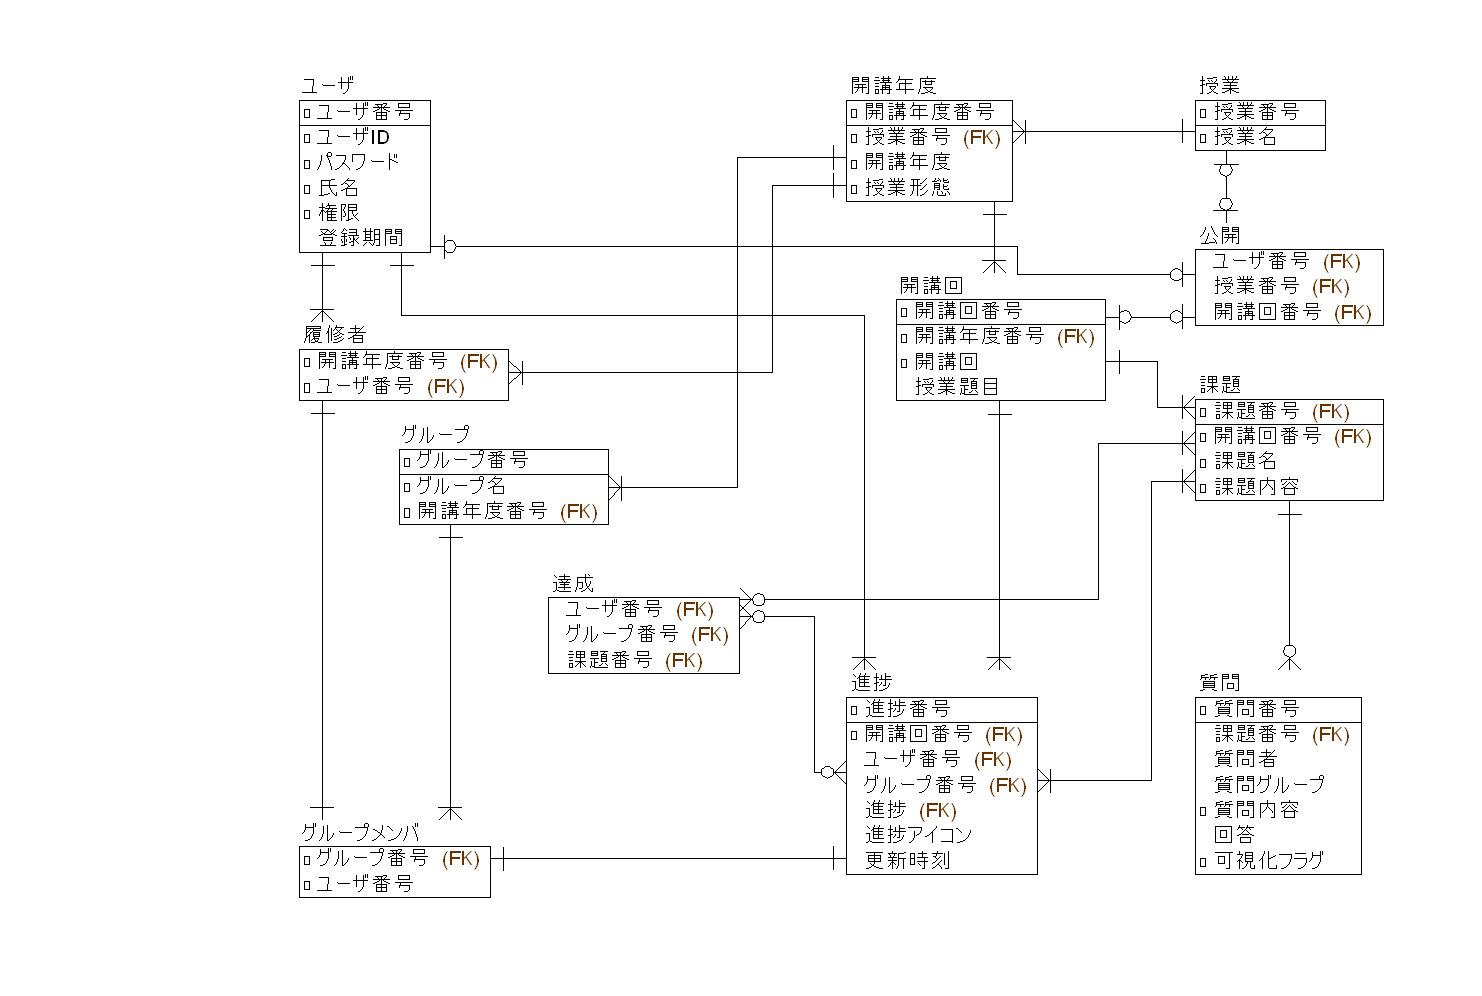 ユーザ
ユーザ番号
ユーザID
パスワード
氏名
権限
登録期間
開講年度
開講年度番号
授業番号 (FK)
開講年度
授業形態
授業
授業番号
授業名
公開
ユーザ番号 (FK)
授業番号 (FK)
開講回番号 (FK)
開講回
開講回番号
開講年度番号 (FK)
開講回
授業題目
履修者
開講年度番号 (FK)
ユーザ番号 (FK)
課題
課題番号 (FK)
開講回番号 (FK)
課題名
課題内容
グループ
グループ番号
グループ名
開講年度番号 (FK)
達成
ユーザ番号 (FK)
グループ番号 (FK)
課題番号 (FK)
進捗
進捗番号
開講回番号 (FK)
ユーザ番号 (FK)
グループ番号 (FK)
進捗 (FK)
進捗アイコン
更新時刻
質問
質問番号
課題番号 (FK)
質問者
質問グループ
質問内容
回答
可視化フラグ
グループメンバ
グループ番号 (FK)
ユーザ番号